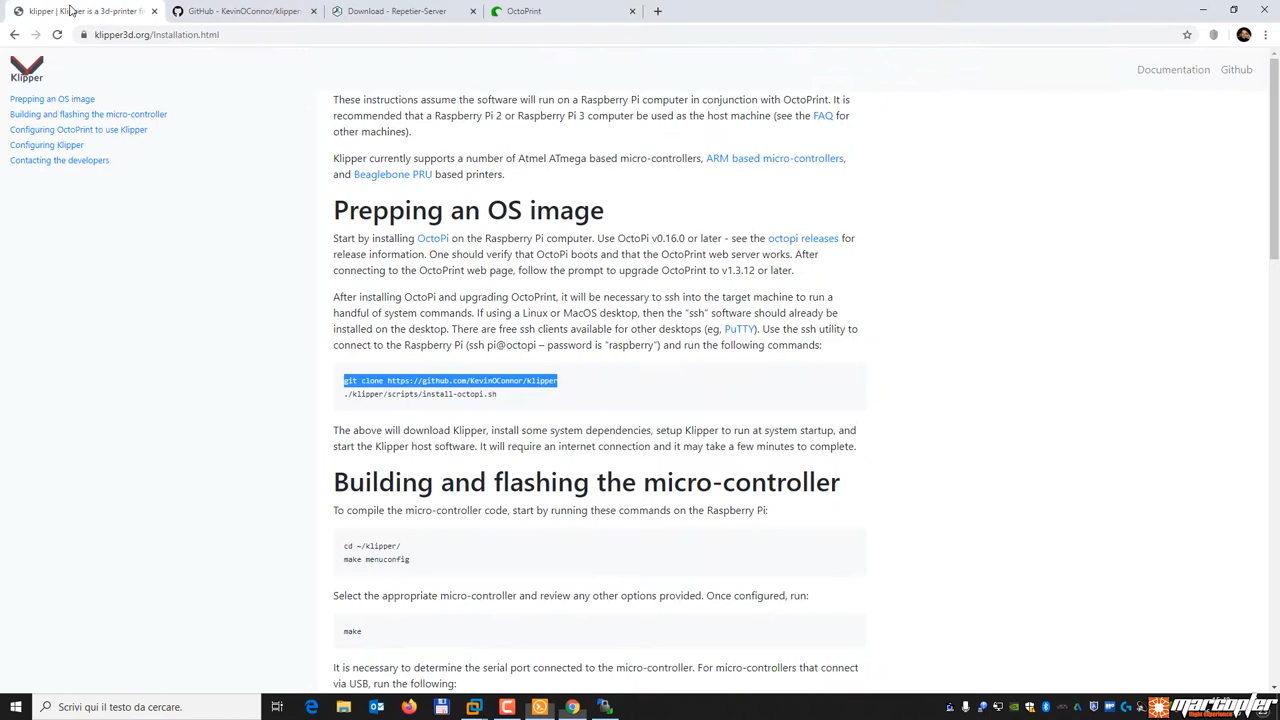 klipper | Klipper is a 3d-printer fi
GitHub - KevinOConnor/klipper:
Download - Repetier-Server
OctoPrint
klipper3d.org/Installation.html
Klipper
Documentation
Github
Prepping an OS image
Building and flashing the micro-controller
Configuring OctoPrint to use Klipper
Configuring Klipper
Contacting the developers
These instructions assume the software will run on a Raspberry Pi computer in conjunction with OctoPrint. It is
recommended that a Raspberry Pi 2 or Raspberry Pi 3 computer be used as the host machine (see the FAQ for
other machines).
Klipper currently supports a number of Atmel ATmega based micro-controllers, ARM based micro-controllers,
and Beaglebone PRU based printers.
Prepping an OS image
Start by installing OctoPi on the Raspberry Pi computer. Use OctoPi v0.16.0 or later - see the octopi releases for
release information. One should verify that OctoPi boots and that the OctoPrint web server works. After
connecting to the OctoPrint web page, follow the prompt to upgrade OctoPrint to v1.3.12 or later.
After installing OctoPi and upgrading OctoPrint, it will be necessary to ssh into the target machine to run a
handful of system commands. If using a Linux or MacOS desktop, then the “ssh” software should already be
installed on the desktop. There are free ssh clients available for other desktops (eg, PuTTY). Use the ssh utility to
connect to the Raspberry Pi (ssh pi@octopi – password is “raspberry”) and run the following commands:
git clone https://github.com/KevinOConnor/klipper
./klipper/scripts/install-octopi.sh
The above will download Klipper, install some system dependencies, setup Klipper to run at system startup, and
start the Klipper host software. It will require an internet connection and it may take a few minutes to complete.
Building and flashing the micro-controller
To compile the micro-controller code, start by running these commands on the Raspberry Pi:
cd ~/klipper/
make menuconfig
Select the appropriate micro-controller and review any other options provided. Once configured, run:
make
It is necessary to determine the serial port connected to the micro-controller. For micro-controllers that connect
via USB, run the following:
Scrivi qui il testo da cercare.
marcopter